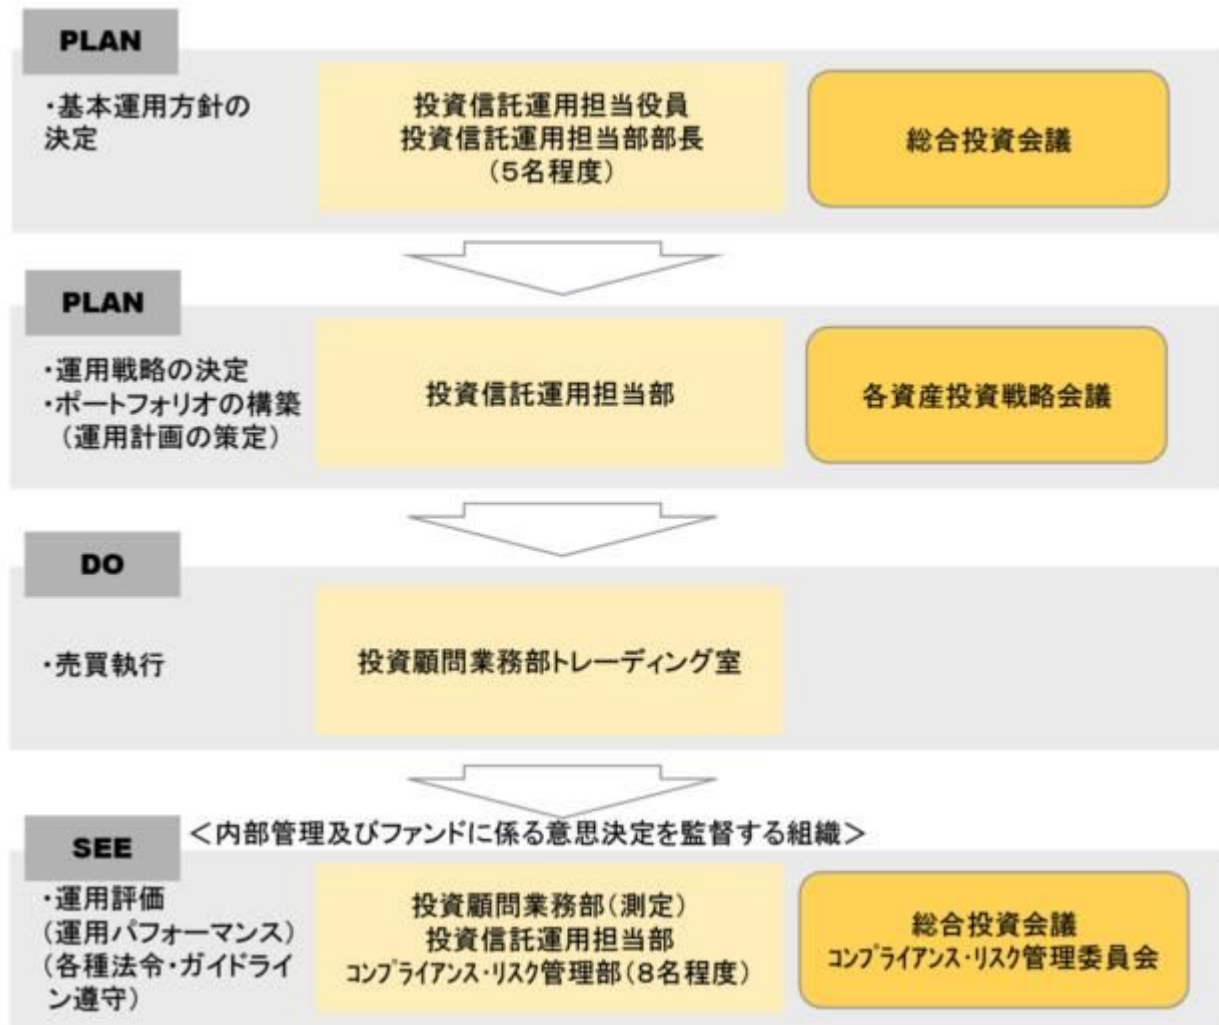 PLAN
・基本運用方針の
決定
投資信託運用担当役員
投資信託運用担当部部長
(5名程度)
総合投資会議
PLAN
・運用戦略の決定
・ポートフォリオの構築
(運用計画の策定)
投資信託運用担当部
各資産投資戦略会議
DO
・売買執行
投資顧問業務部トレーディング室
SEE
＜内部管理及びファンドに係る意思決定を監督する組織＞
・運用評価
(運用パフォーマンス)
(各種法令・ガイドライ
ン遵守)
投資顧問業務部(測定)
投資信託運用担当部
ｺﾝﾌﾟﾗｲｱﾝｽ・ﾘｽｸ管理部(8名程度)
総合投資会議
ｺﾝﾌﾟﾗｲｱﾝｽ・ﾘｽｸ管理委員会